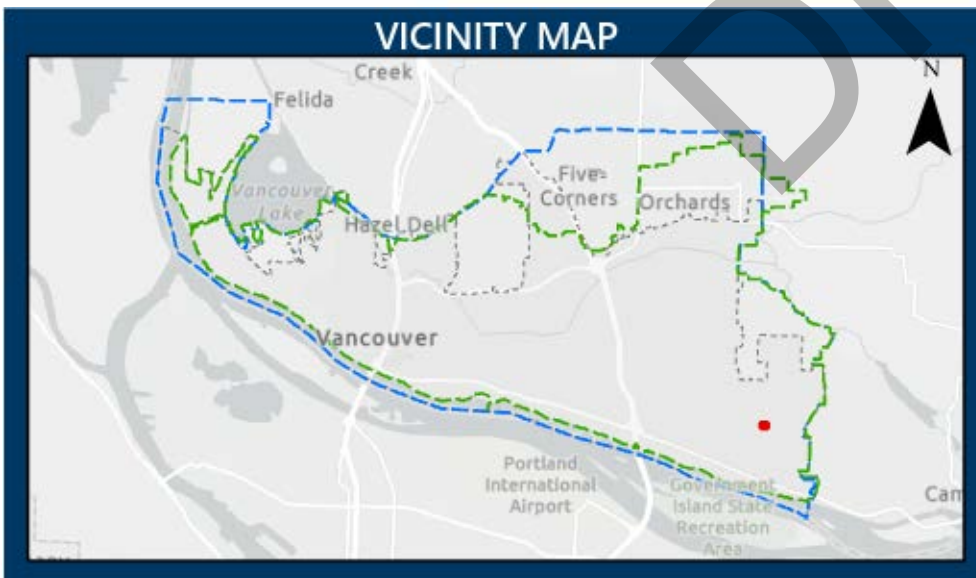 VICINITY MAP
Creek
N
Felida
Five-
Corners
Vancouver
Lake
Orchards
Hazel Dell
Vancouver
Portland
International
Airport
Government
Island State
Recreation
Area
Cam